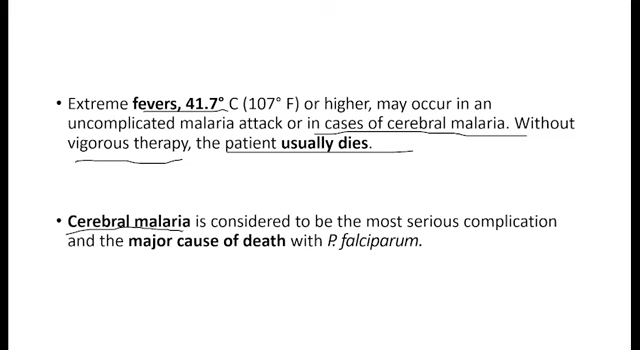 • Extreme fevers, 41.7° C (107° F) or higher, may occur in an
uncomplicated malaria attack or in cases of cerebral malaria. Without
vigorous therapy, the patient usually dies.
• Cerebral malaria is considered to be the most serious complication
and the major cause of death with P. falciparum.